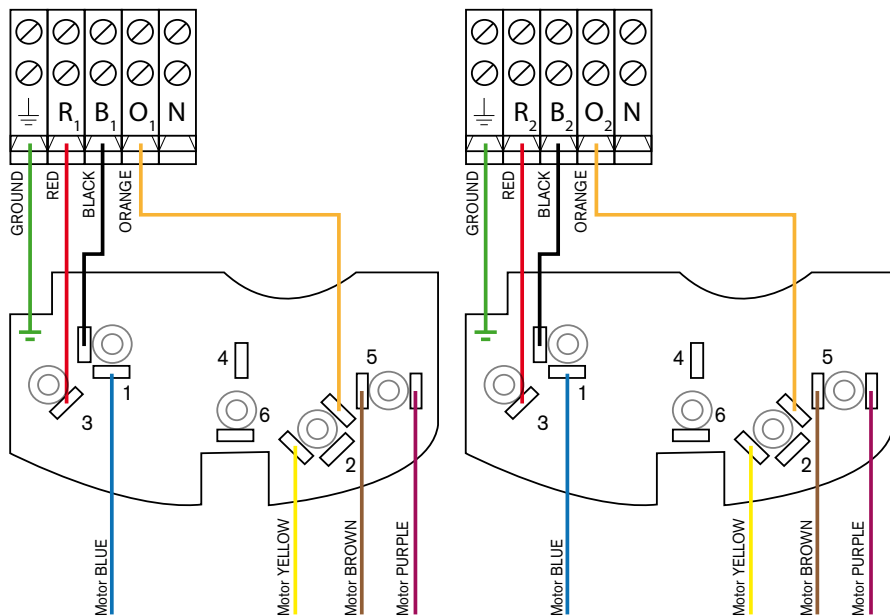 R1 B1 O1 N
GROUND
RED
BLACK
ORANGE
1
3
4
6
5
2
Motor BLUE
Motor YELLOW
Motor BROWN
Motor PURPLE
R2 B2 O2 N
GROUND
RED
BLACK
ORANGE
1
3
4
6
5
2
Motor BLUE
Motor YELLOW
Motor BROWN
Motor PURPLE